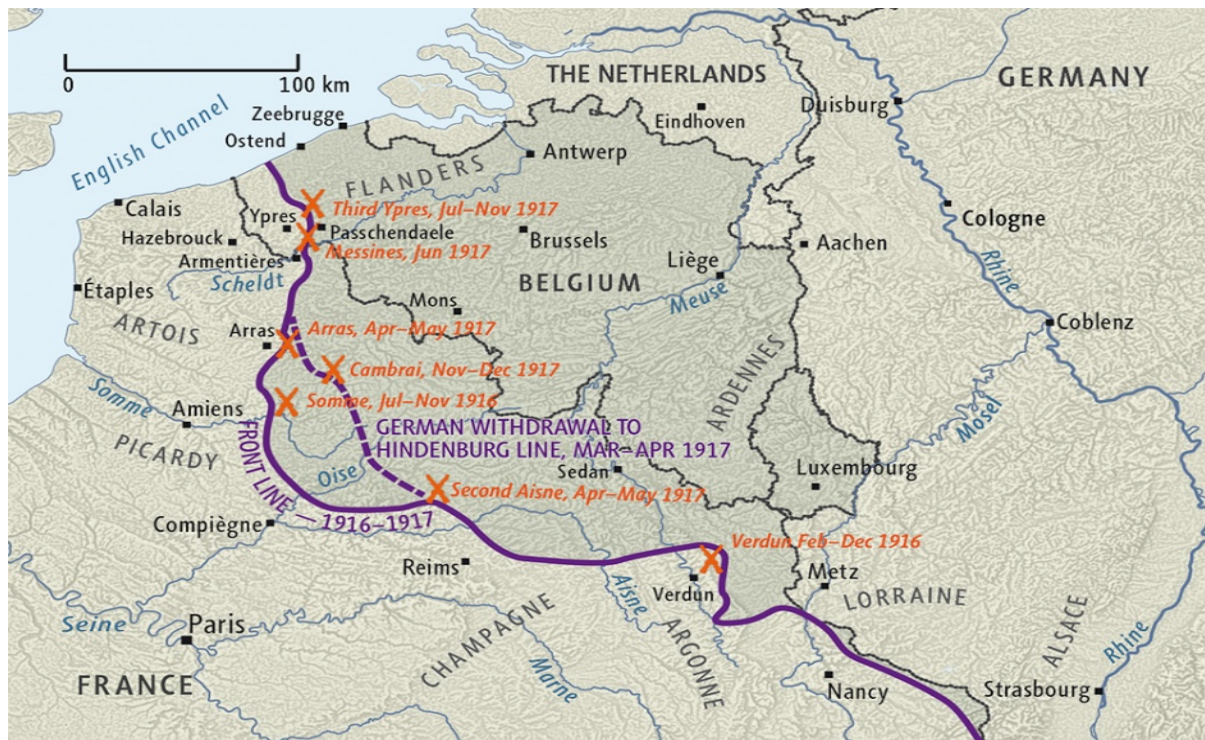 0
100 km
English Channel
Zeebrugge
Ostend
THE NETHERLANDS
Eindhoven
GERMANY
Duisburg
FLANDERS
Antwerp
Calais
Ypres
Third Ypres, Jul–Nov 1917
Passchendaele
Hazebrouck
Messines, Jun 1917
Armentières
Scheldt
Brussels
BELGIUM
Liège
Meuse
Aachen
Cologne
Rhine
Coblenz
Étaples
ARTOIS
Mons
Arras
Arras, Apr–May 1917
Cambrai, Nov–Dec 1917
Somme
Amiens
Somme, Jul–Nov 1916
ARDENNES
Mosel
PICARDY
FRONT LINE — 1916–1917
GERMAN WITHDRAWAL TO
HINDENBURG LINE, MAR–APR 1917
Oise
Sedan
Luxembourg
Second Aisne, Apr–May 1917
Compiègne
Verdun Feb–Dec 1916
Reims
Aisne
Verdun
Metz
LORRAINE
Seine
Paris
CHAMPAGNE
ARGONNE
ALSACE
Rhine
FRANCE
Marne
Nancy
Strasbourg